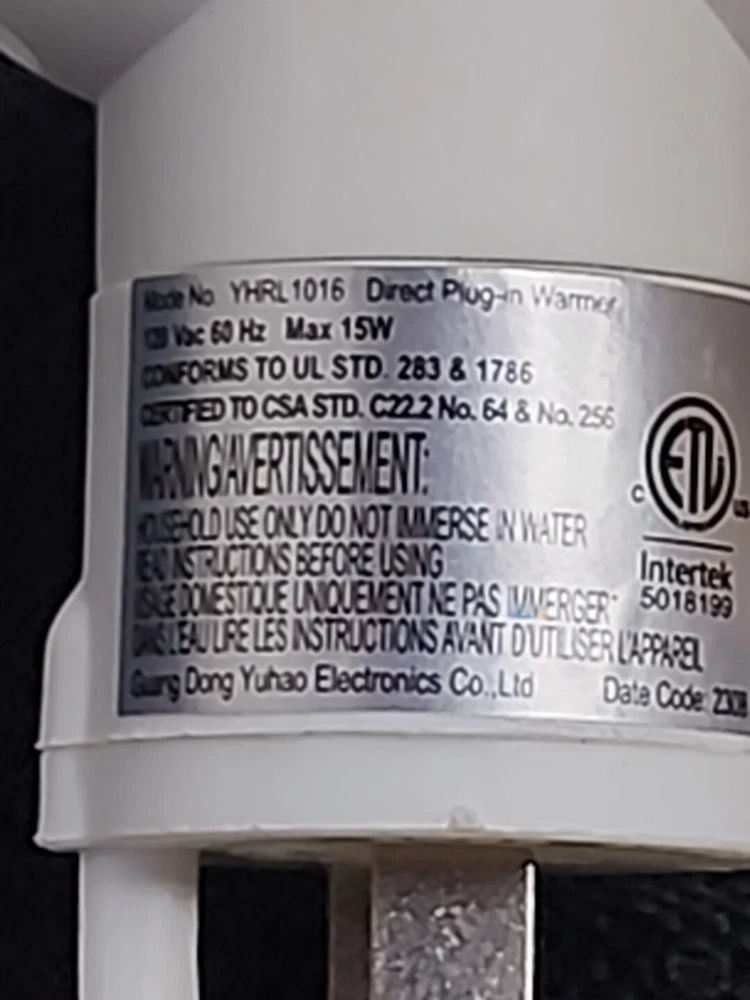 Mode No. YHRL1016 Direct Plug-in Warmer
120 Vac 60 Hz Max 15W
CONFORMS TO UL STD. 283 & 1786
CERTIFIED TO CSA STD. C22.2 No. 64 & No. 256
WARNING/AVERTISSEMENT:
HOUSEHOLD USE ONLY DO NOT IMMERSE IN WATER
READ INSTRUCTIONS BEFORE USING
USAGE DOMESTIQUE UNIQUEMENT NE PAS IMMERGER
DANS L'EAU LIRE LES INSTRUCTIONS AVANT D'UTILISER L'APPAREIL
Guang Dong Yuhao Electronics Co.,Ltd Date Code:
ETL
C US
Intertek
5018199